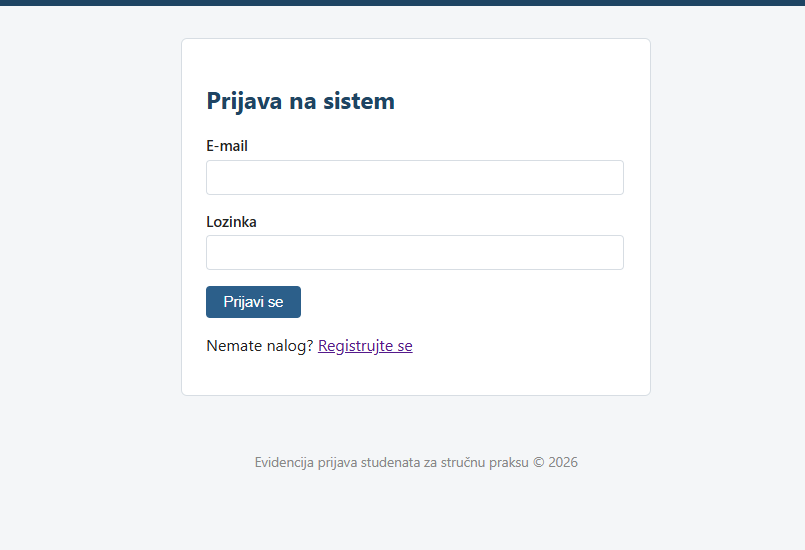 Prijava na sistem
E-mail
Lozinka
Prijavi se
Nemate nalog? Registrujte se
Evidencija prijava studenata za stručnu praksu © 2026